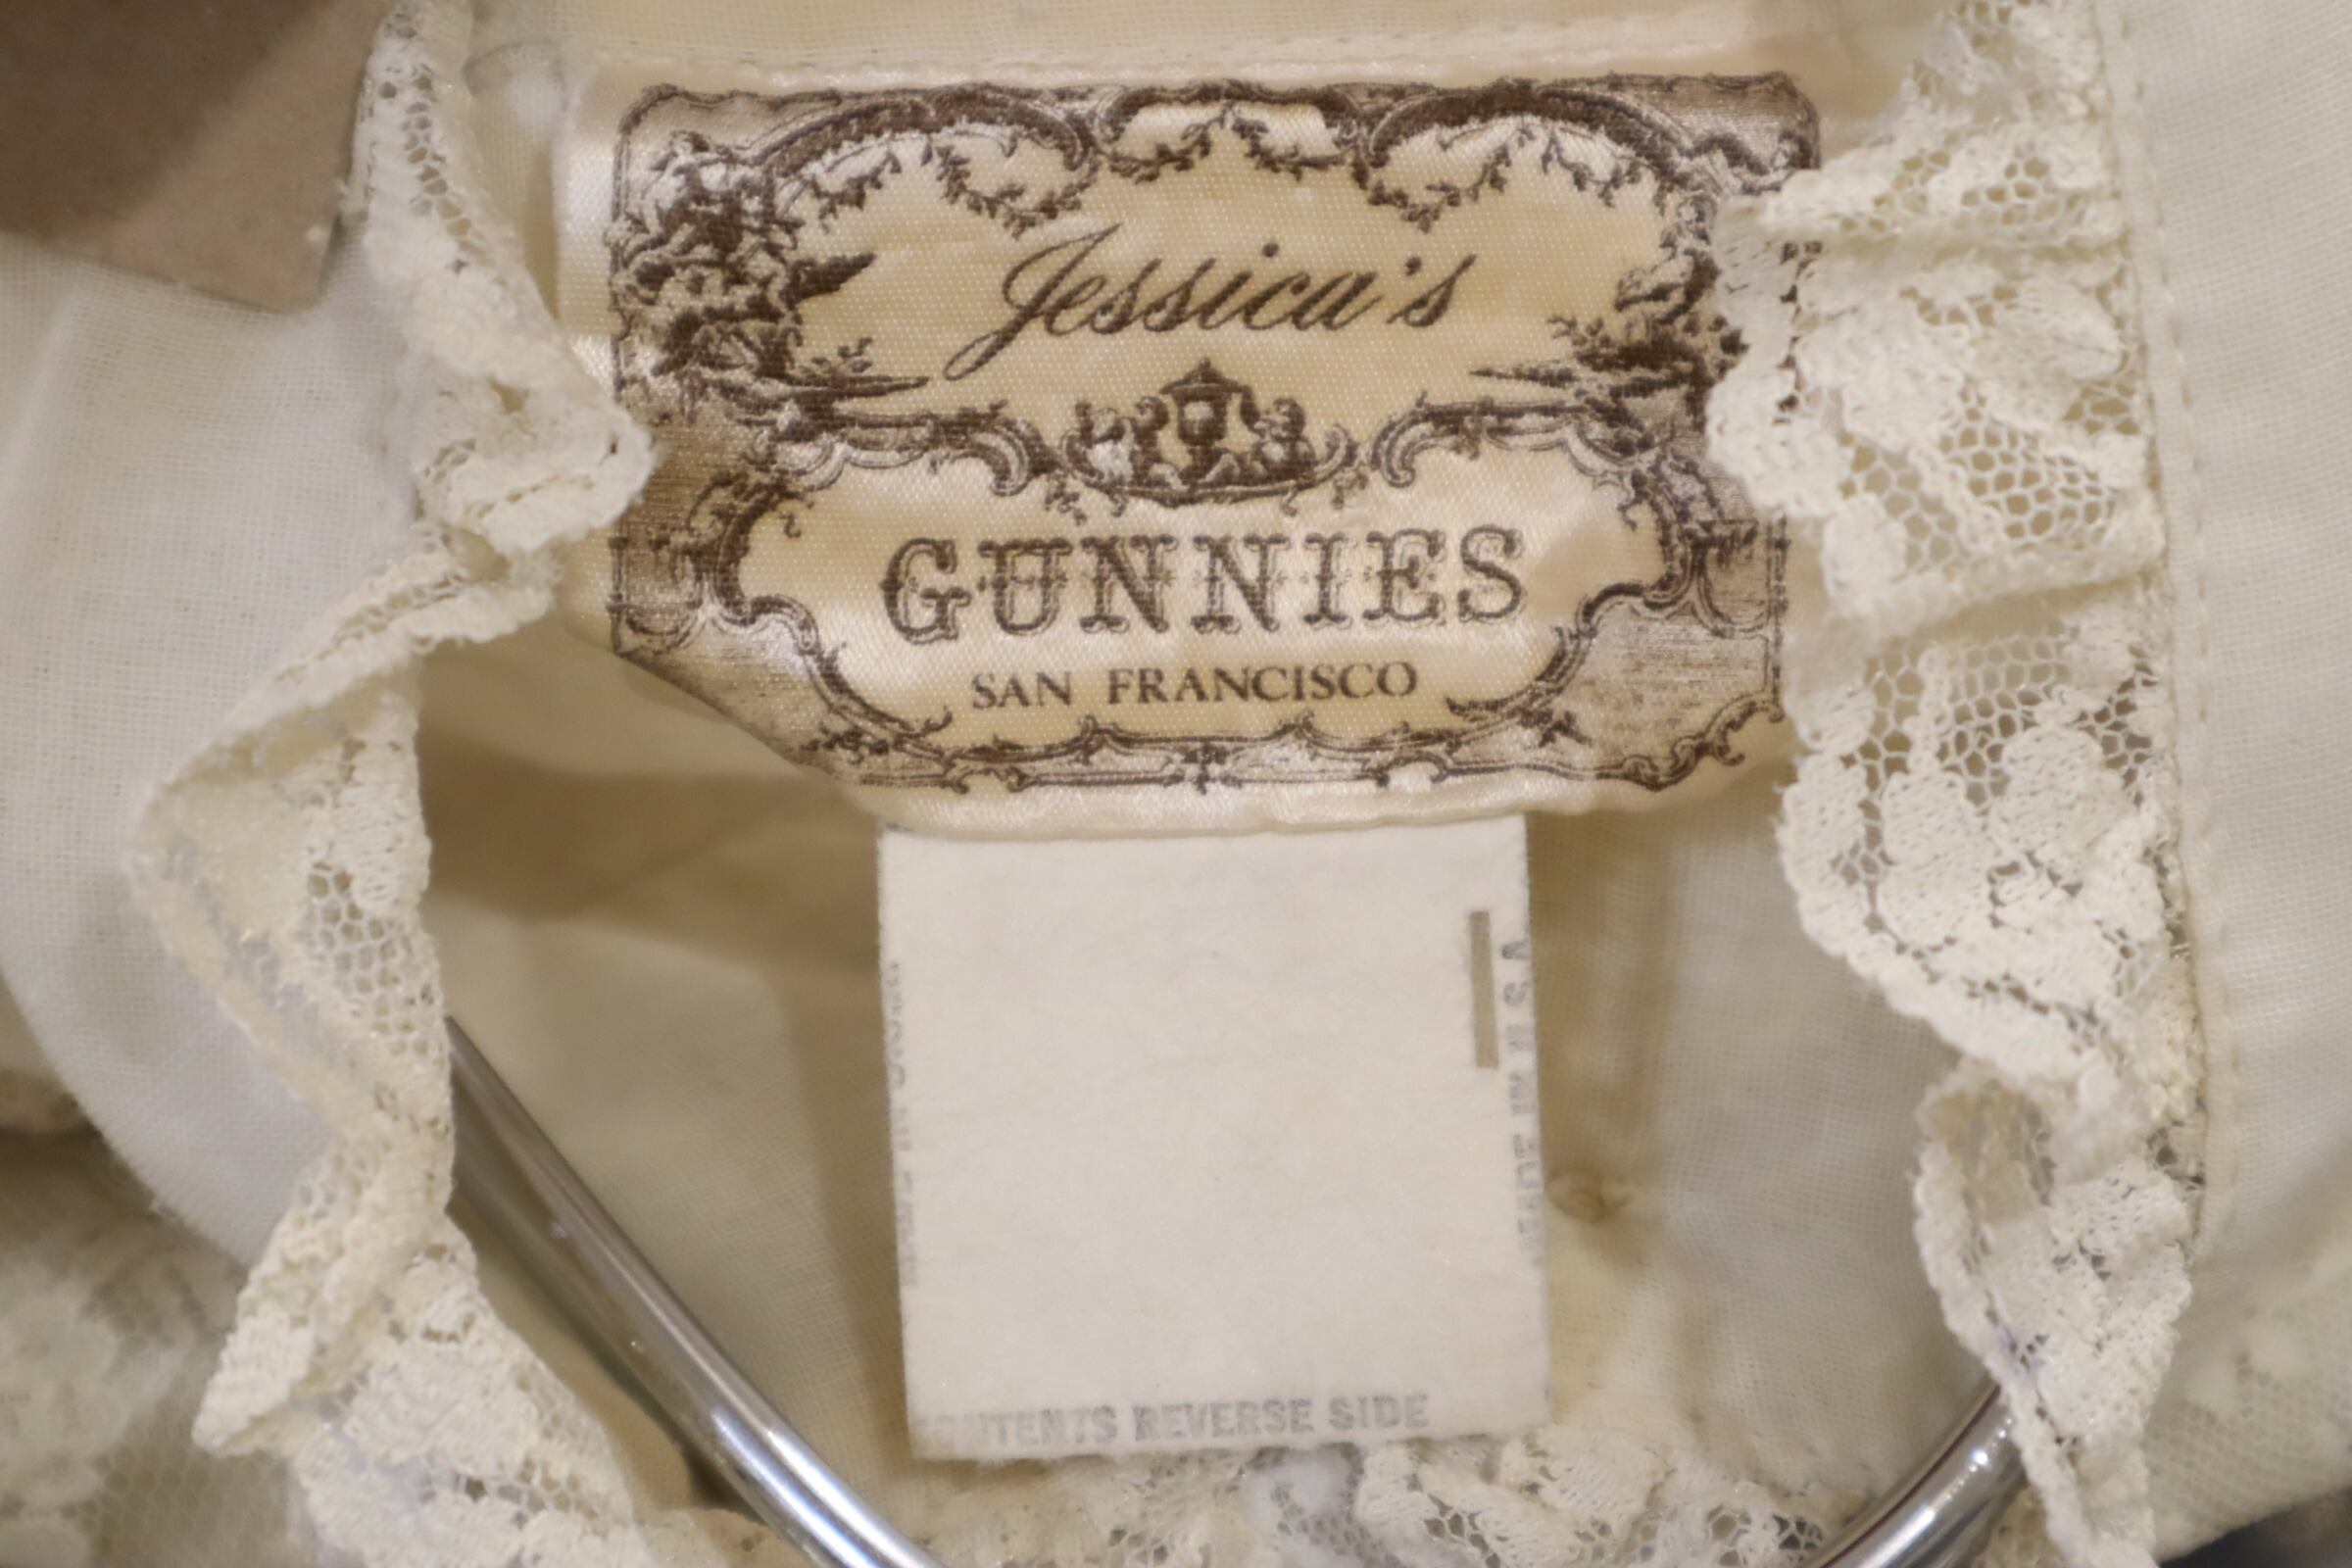 Jessica's
GUNNIES
SAN FRANCISCO
CONTENTS REVERSE SIDE
MADE IN U S A